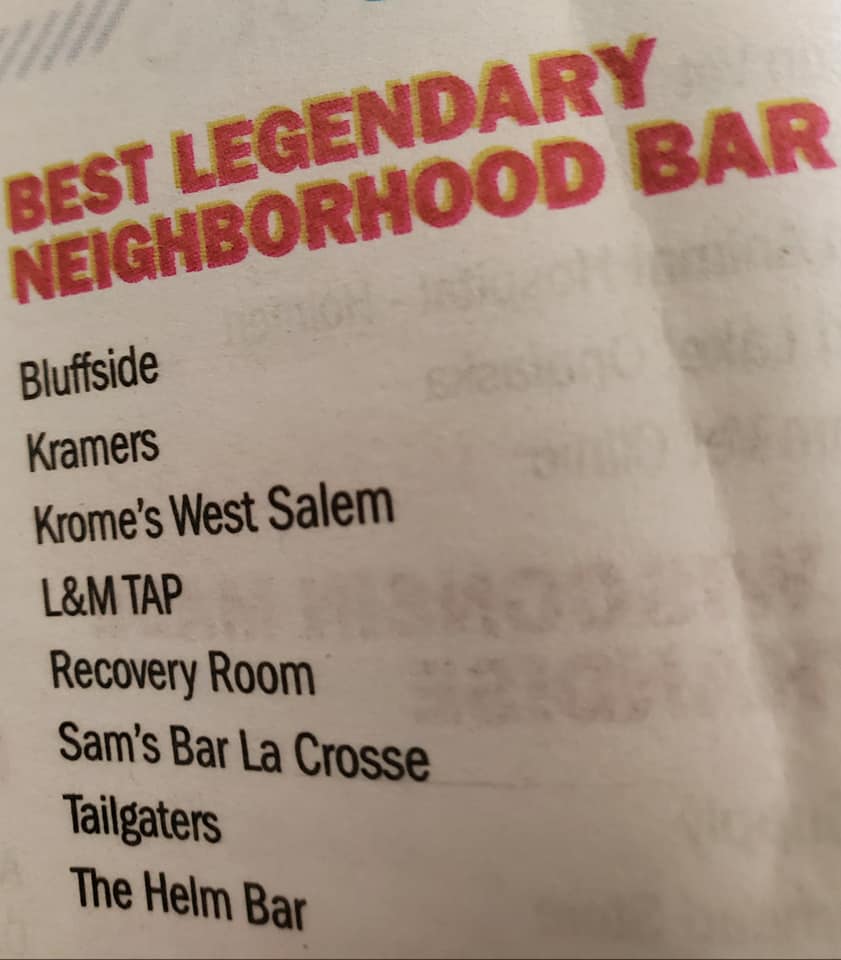 BEST LEGENDARY
NEIGHBORHOOD BAR
Bluffside
Kramers
Krome's West Salem
L&M TAP
Recovery Room
Sam's Bar La Crosse
Tailgaters
The Helm Bar